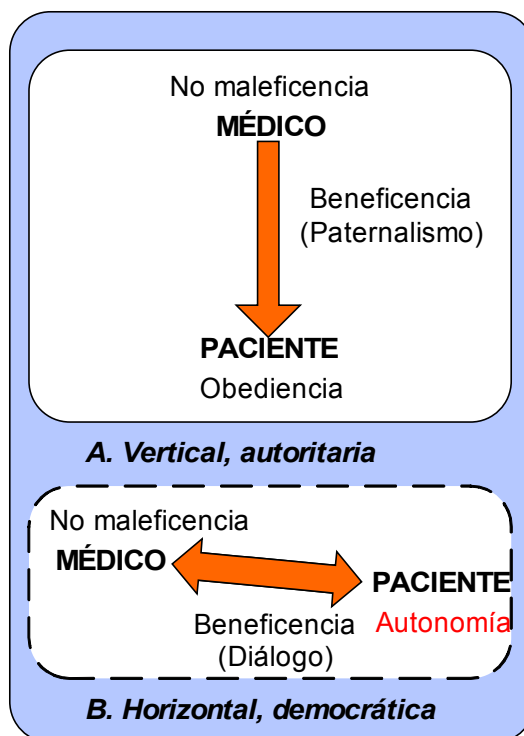 No maleficencia
MÉDICO
Beneficencia
(Paternalismo)
PACIENTE
Obediencia
A. Vertical, autoritaria
No maleficencia
MÉDICO
PACIENTE
Beneficencia
Autonomía
(Diálogo)
B. Horizontal, democrática